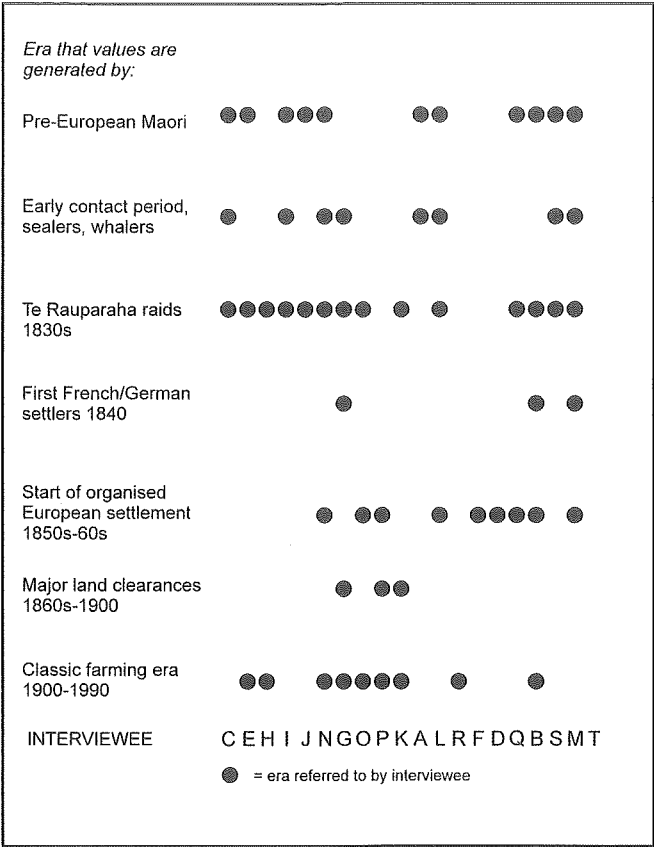 Era that values are
generated by:
Pre-European Maori
Early contact period,
sealers, whalers
Te Rauparaha raids
1830s
First French/German
settlers 1840
Start of organised
European settlement
1850s-60s
Major land clearances
1860s-1900
Classic farming era
1900-1990
INTERVIEWEE C E H I J N G O P K A L R F D Q B S M T
= era referred to by interviewee